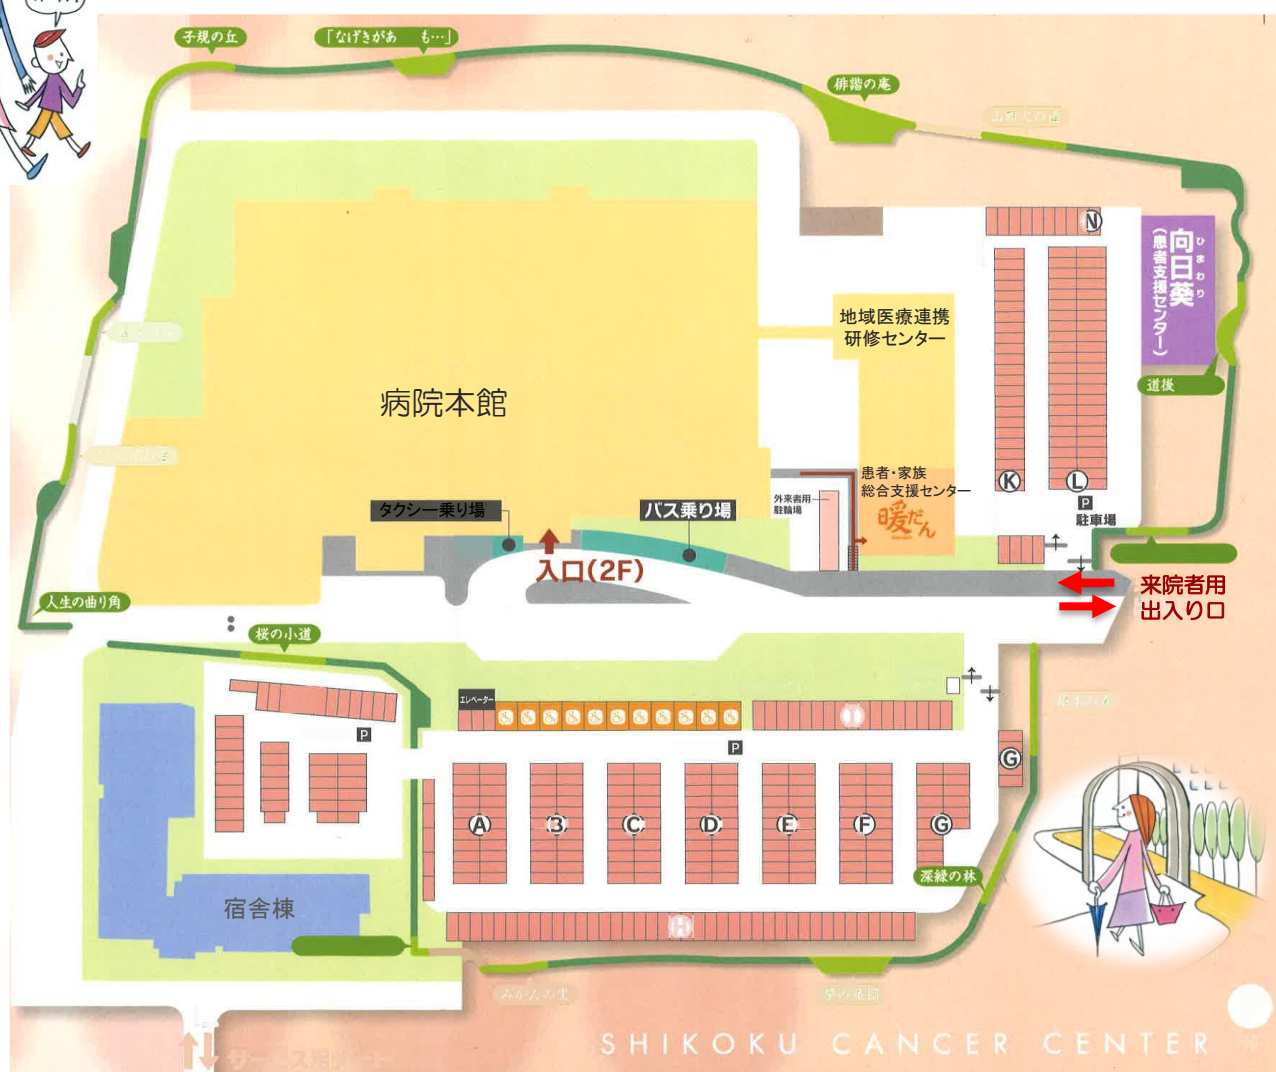 子規の丘
「なげきがあ　も…」
俳諧の庵
N
向日葵
ひまわり
（患者支援センター）
地域医療連携
研修センター
病院本館
道後
K
L
P
駐車場
患者・家族
総合支援センター
暖だん
外来者用
駐輪場
タクシー乗り場
バス乗り場
入口(2F)
来院者用
出入り口
人生の曲り角
桜の小道
エレベーター
I
P
P
G
A
B
C
D
E
F
G
深緑の林
宿舎棟
H
みかんの里
SHIKOKU CANCER CENTER